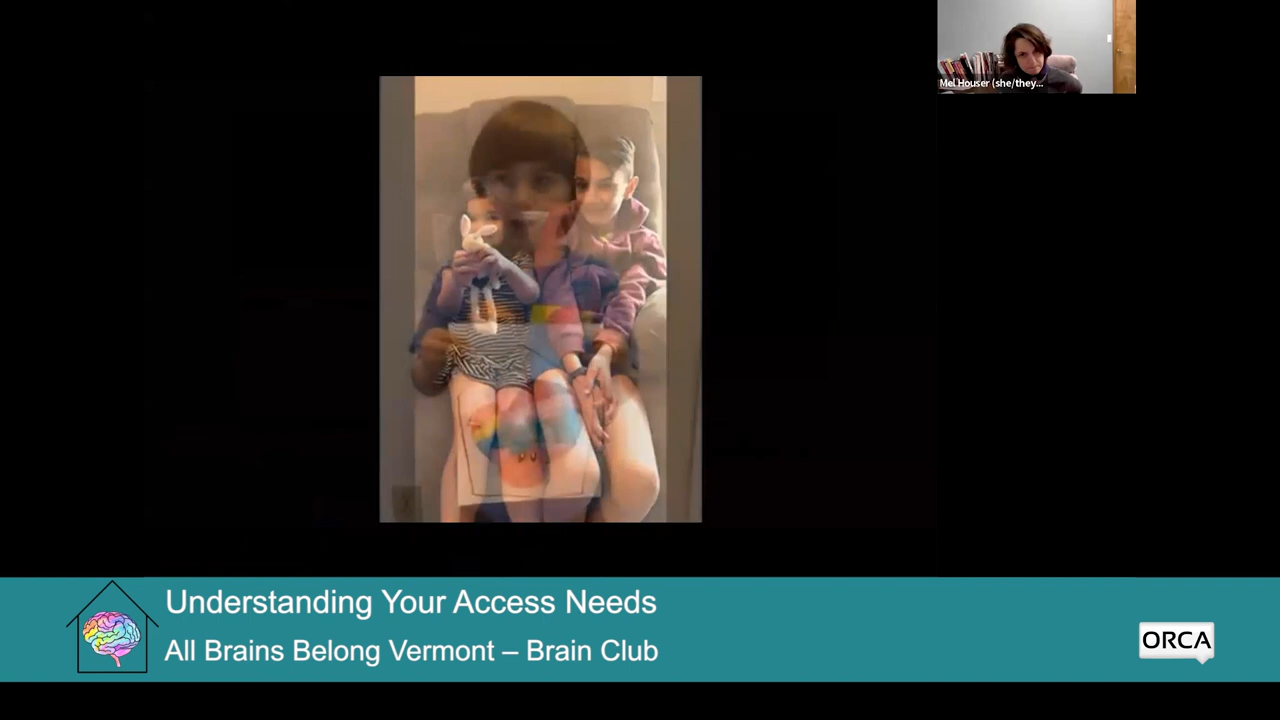 Mel Houser (she/they...
Understanding Your Access Needs
All Brains Belong Vermont – Brain Club
ORCA